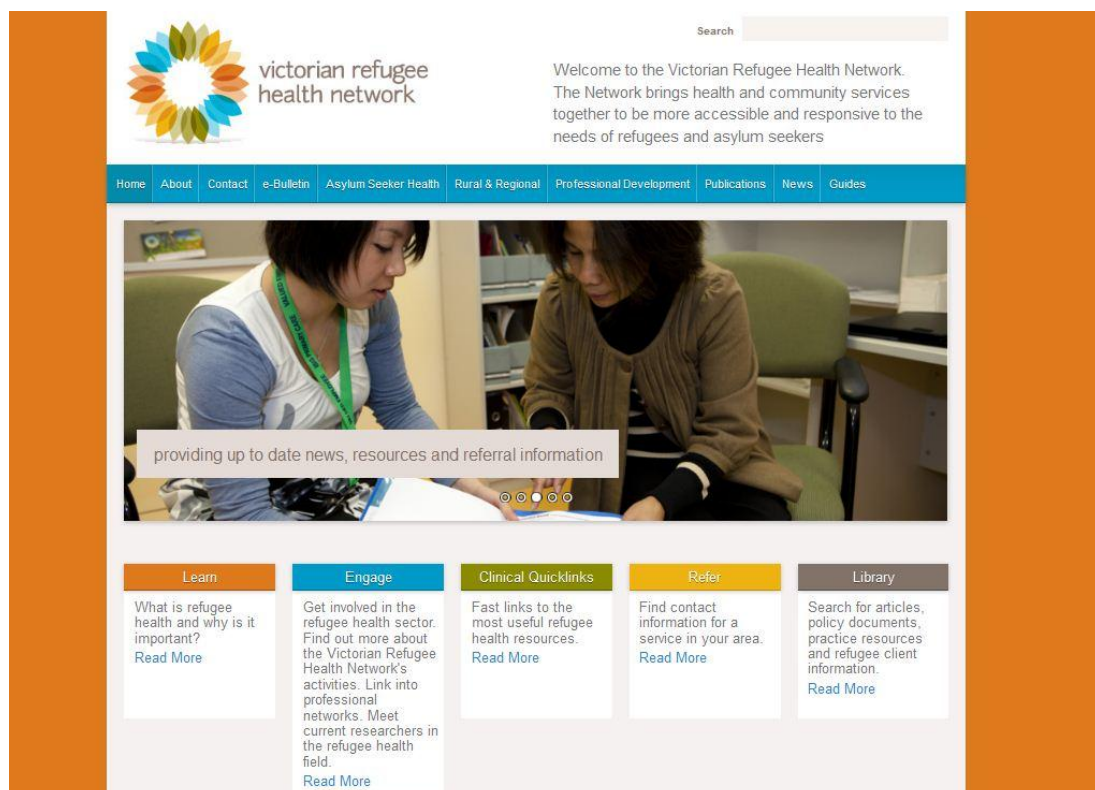 victorian refugee
health network
Search
Welcome to the Victorian Refugee Health Network.
The Network brings health and community services
together to be more accessible and responsive to the
needs of refugees and asylum seekers
Home About Contact e-Bulletin Asylum Seeker Health Rural & Regional Professional Development Publications News Guides
providing up to date news, resources and referral information
Learn
What is refugee
health and why is it
important?
Read More
Engage
Get involved in the
refugee health sector.
Find out more about
the Victorian Refugee
Health Network's
activities. Link into
professional
networks. Meet
current researchers in
the refugee health
field.
Read More
Clinical Quicklinks
Fast links to the
most useful refugee
health resources.
Read More
Refer
Find contact
information for a
service in your area.
Read More
Library
Search for articles,
policy documents,
practice resources
and refugee client
information.
Read More